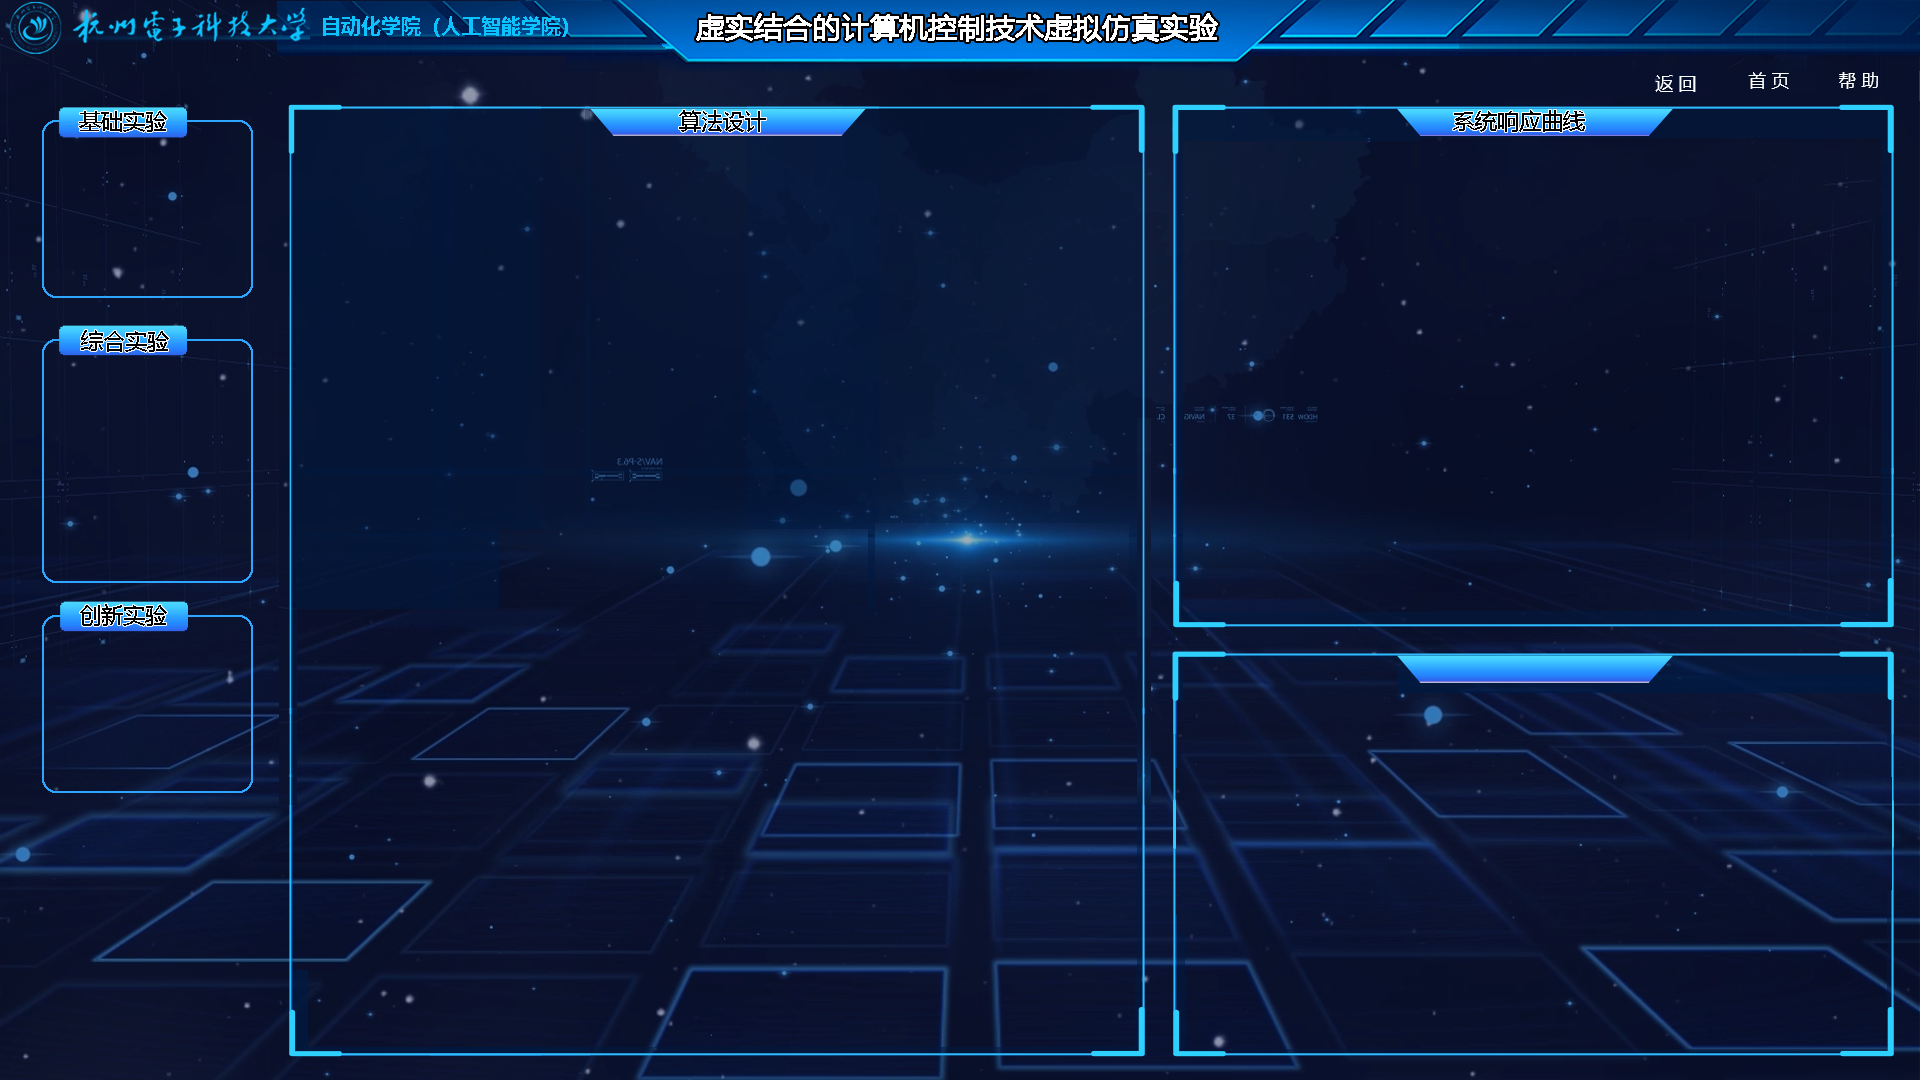 杭州电子科技大学
自动化学院（人工智能学院）
虚实结合的计算机控制技术虚拟仿真实验
返回
首页
帮助
基础实验
综合实验
创新实验
算法设计
系统响应曲线